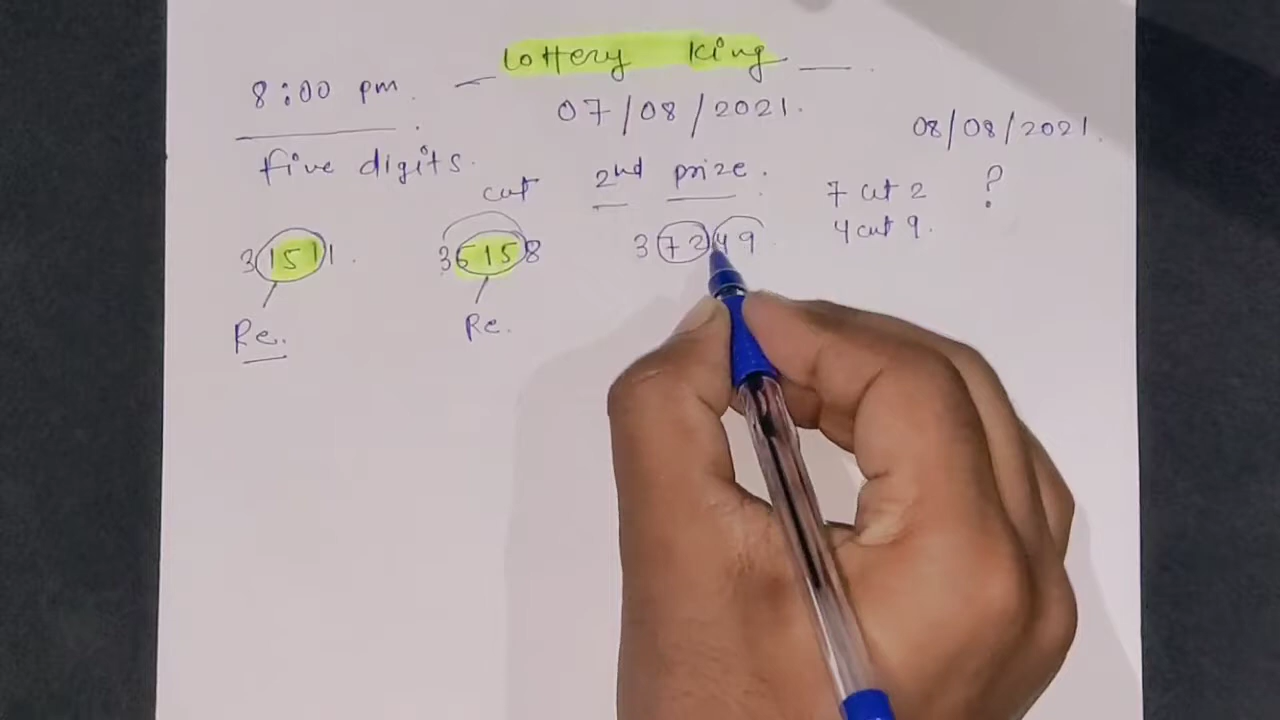 Lottery King
8:00 pm.
07/08/2021.
08/08/2021.
five digits.
2nd prize.
cut
7 cut 2
?
4 cut 9.
31511.
35158
37249
Re.
Re.